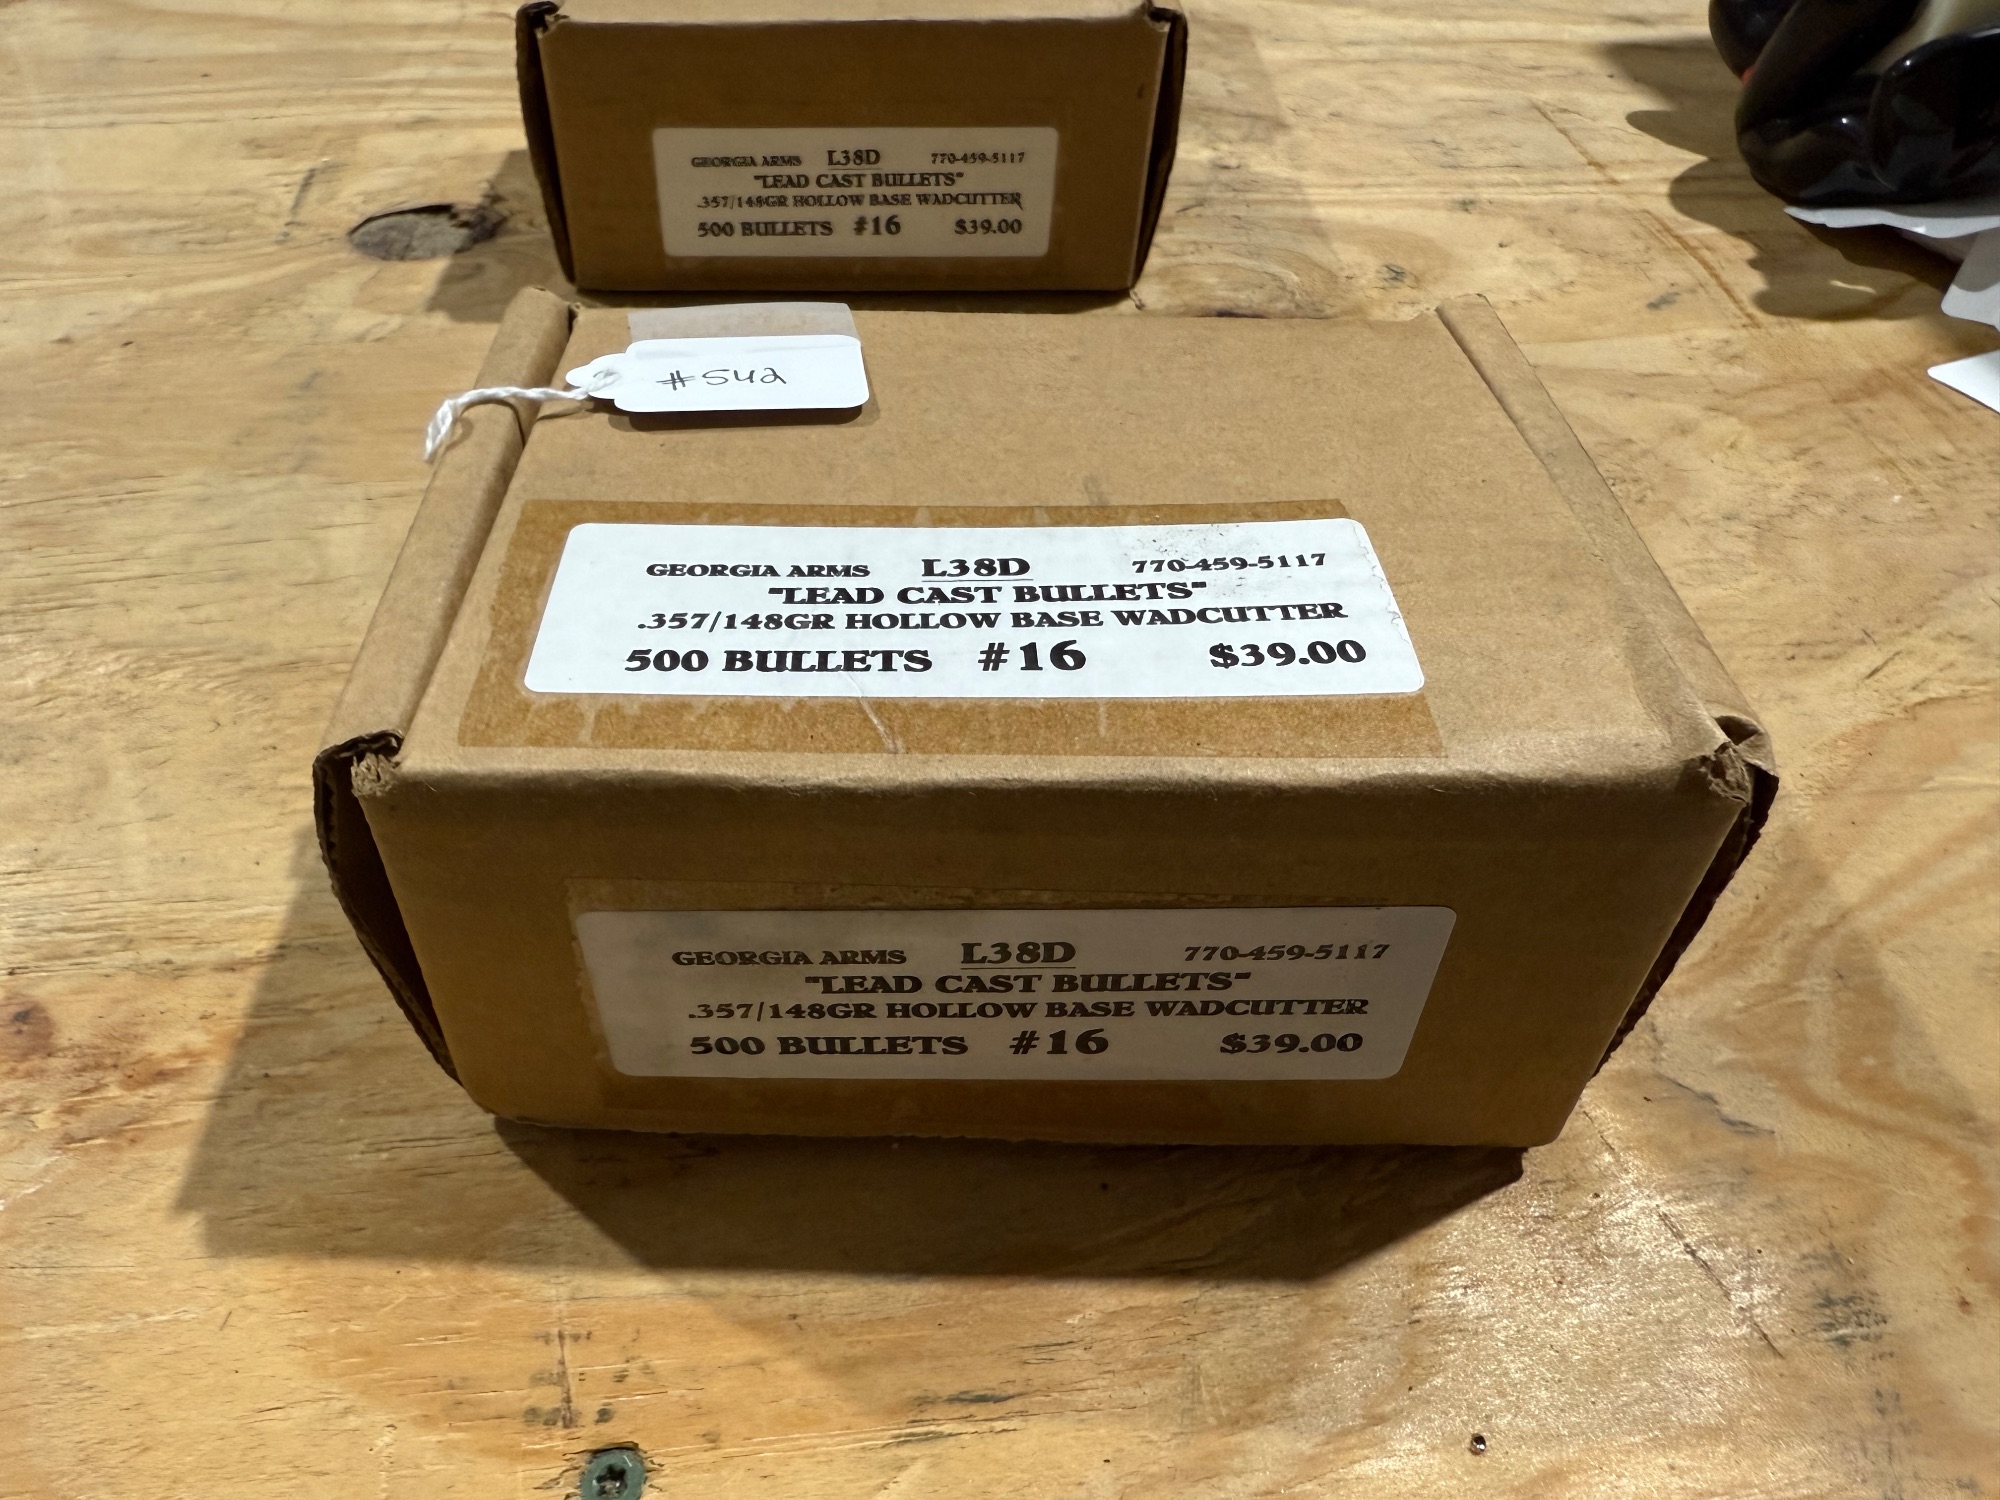 GEORGIA ARMS L38D 770-459-5117
"LEAD CAST BULLETS"
.357/148GR HOLLOW BASE WADCUTTER
500 BULLETS #16 $39.00
#542
GEORGIA ARMS L38D 770-459-5117
"LEAD CAST BULLETS"
.357/148GR HOLLOW BASE WADCUTTER
500 BULLETS #16 $39.00
GEORGIA ARMS L38D 770-459-5117
"LEAD CAST BULLETS"
.357/148GR HOLLOW BASE WADCUTTER
500 BULLETS #16 $39.00